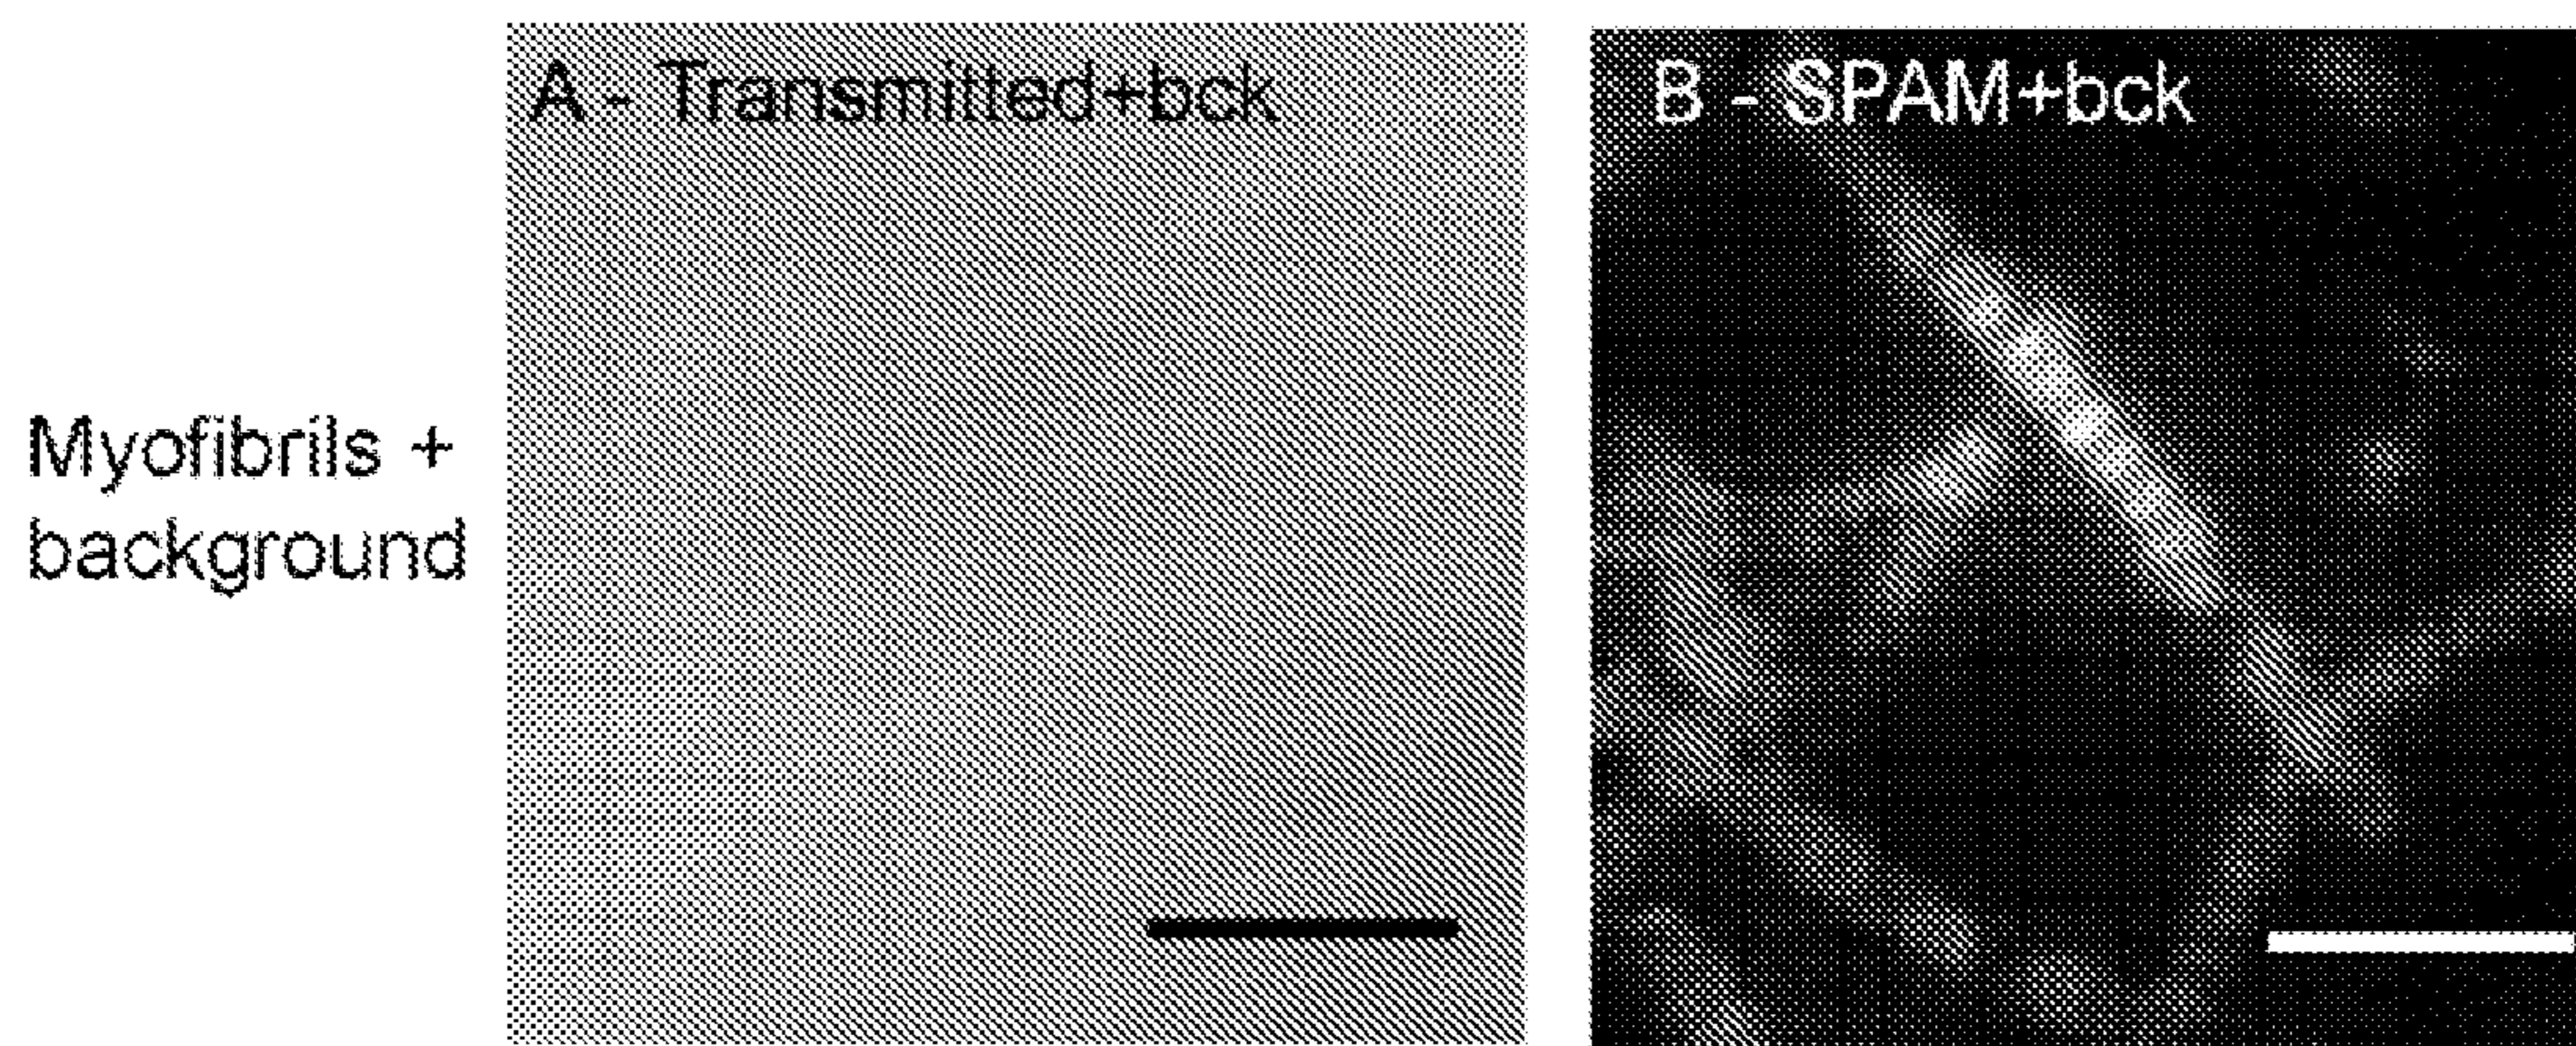 A - Transmitted+bck
B - SPAM+bck
Myofibrils +
background